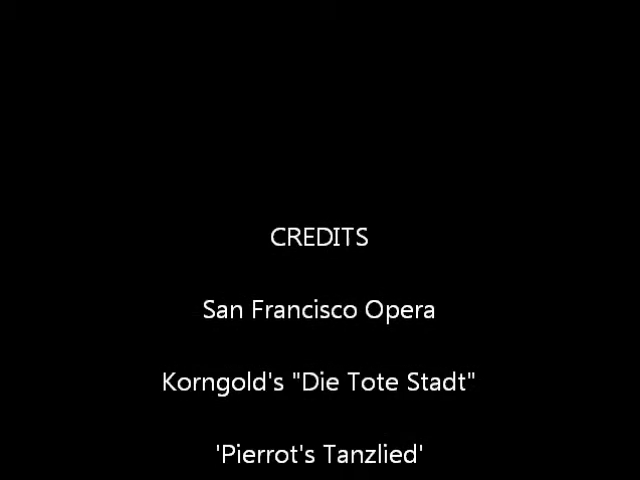 CREDITS
San Francisco Opera
Korngold's "Die Tote Stadt"
'Pierrot's Tanzlied'